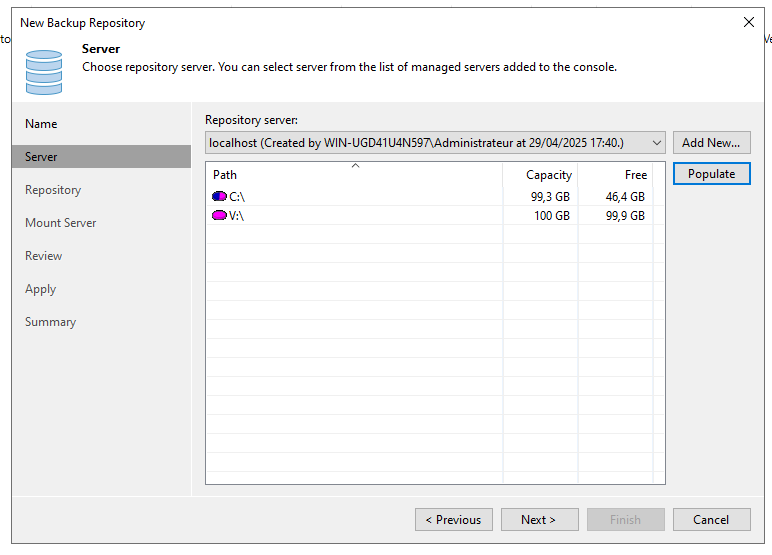 New Backup Repository
Server
Choose repository server. You can select server from the list of managed servers added to the console.
Name
Server
Repository
Mount Server
Review
Apply
Summary
Repository server:
localhost (Created by WIN-UGD41U4N597\Administrateur at 29/04/2025 17:40.)
Add New...
Populate
Path Capacity Free
C:\ 99,3 GB 46,4 GB
V:\ 100 GB 99,9 GB
< Previous
Next >
Finish
Cancel